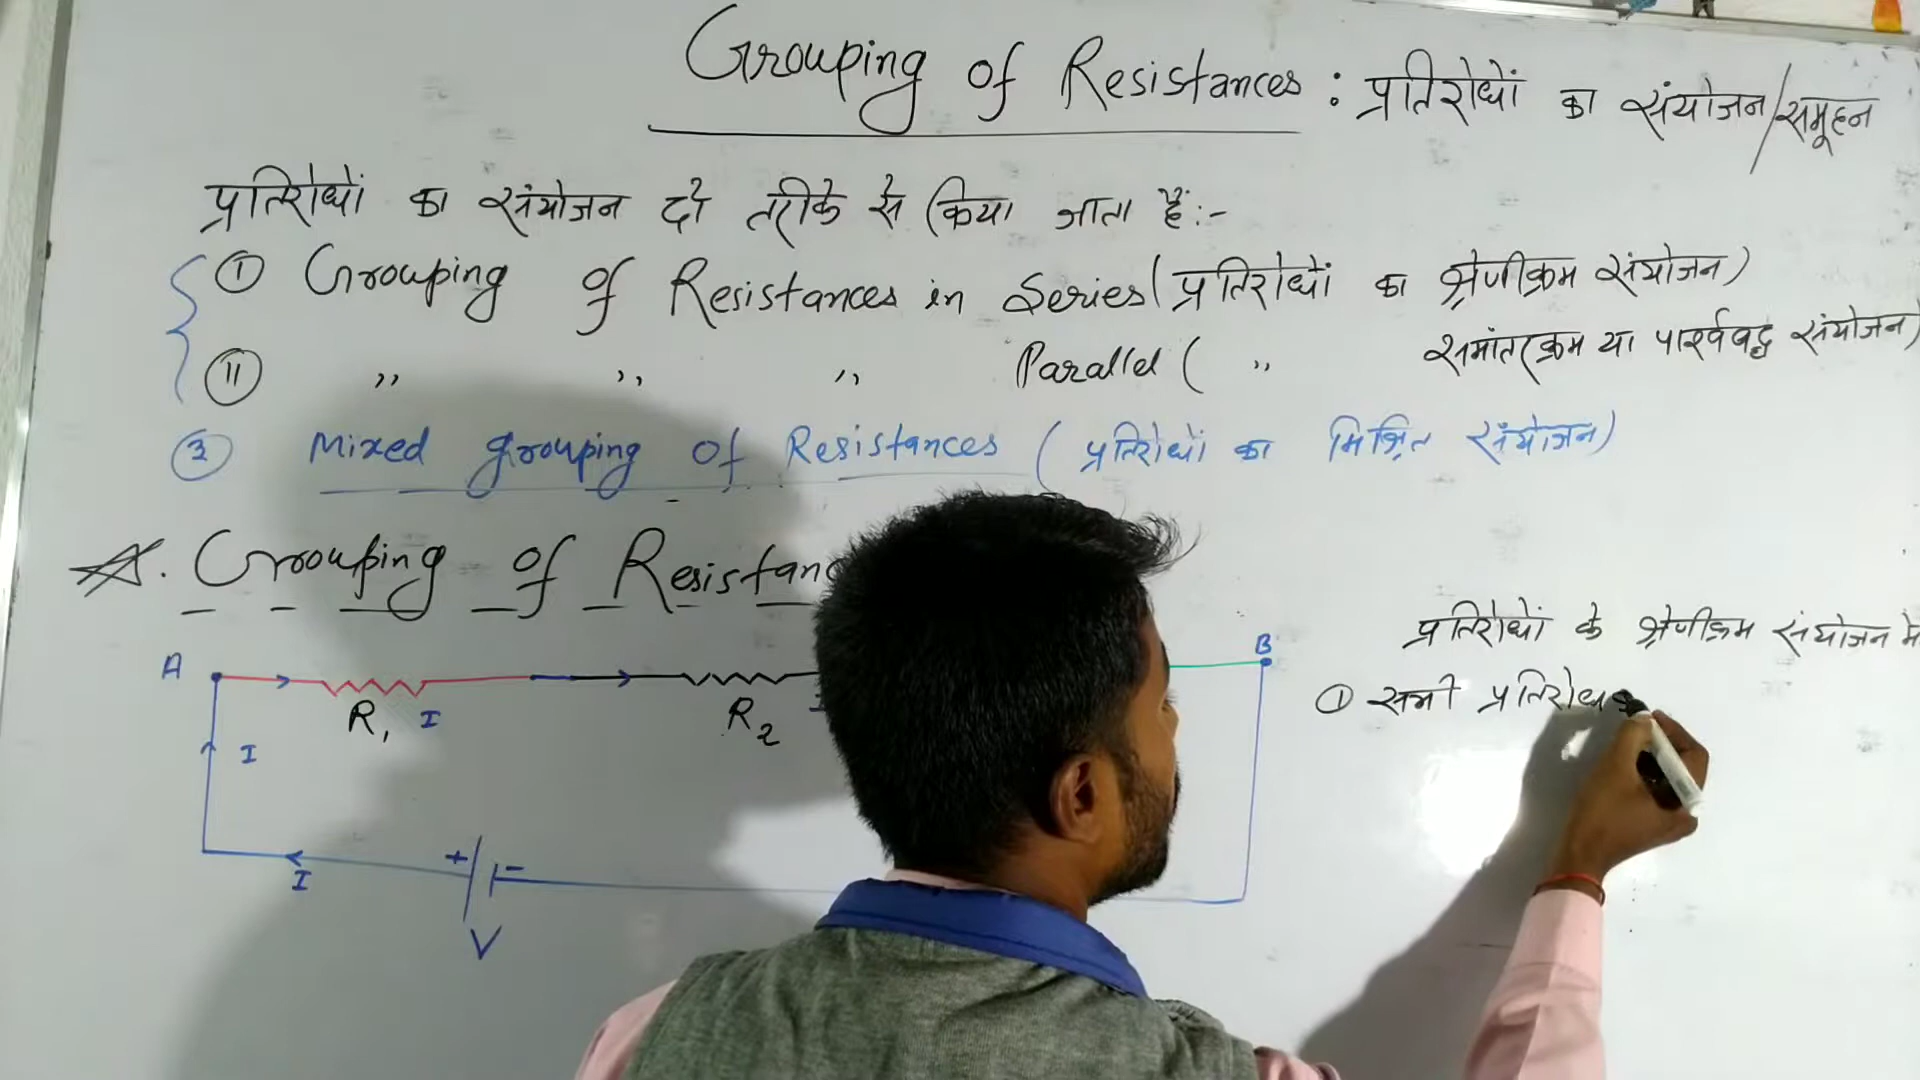 Grouping of Resistances : प्रतिरोधों का संयोजन/समूहन
प्रतिरोधों का संयोजन दो तरीके से किया जाता है:-
① Grouping of Resistances in Series (प्रतिरोधों का श्रेणीक्रम संयोजन)
⑪ ,, ,, ,, Parallel ( ,, समांतरक्रम या पार्श्वबद्ध संयोजन)
③ Mixed grouping of Resistances (प्रतिरोधों का मिश्रित संयोजन)
Grouping of Resistanc
प्रतिरोधों के श्रेणीक्रम संयोजन में
① सभी प्रतिरोध
A
B
R1 I
R2
I
I
+ -
V